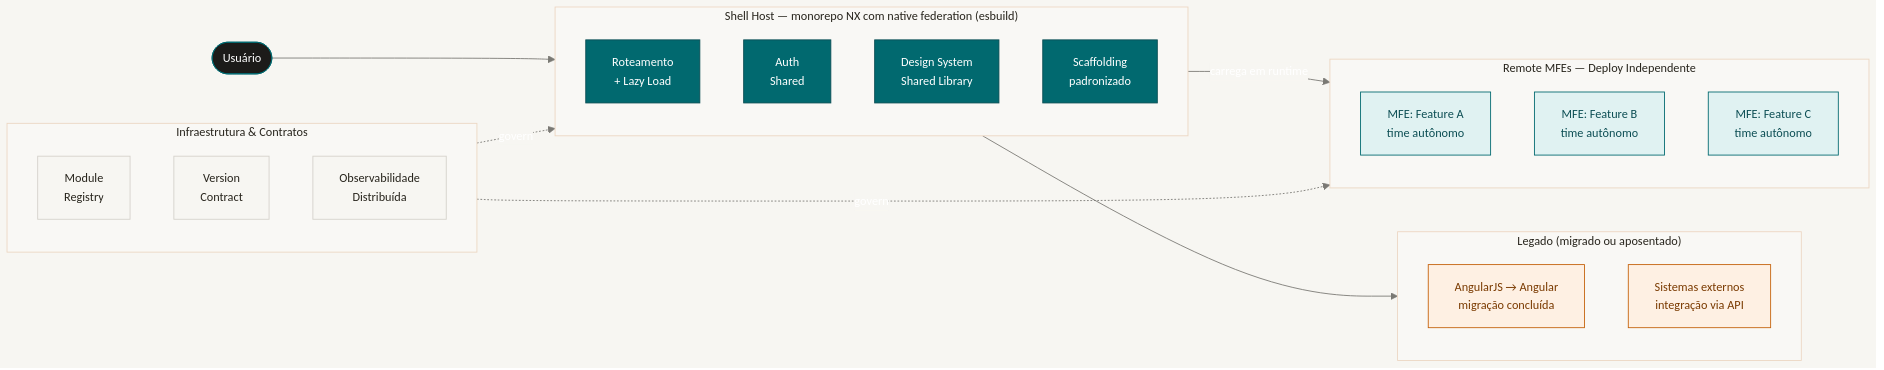 Shell Host — monorepo NX com native federation (esbuild)
Usuário
Roteamento
+ Lazy Load
Auth
Shared
Design System
Shared Library
Scaffolding
padronizado
carrega em runtime
Remote MFEs — Deploy Independente
MFE: Feature A
time autônomo
MFE: Feature B
time autônomo
MFE: Feature C
time autônomo
Infraestrutura & Contratos
Module
Registry
Version
Contract
Observabilidade
Distribuída
Legado (migrado ou aposentado)
AngularJS → Angular
migração concluída
Sistemas externos
integração via API